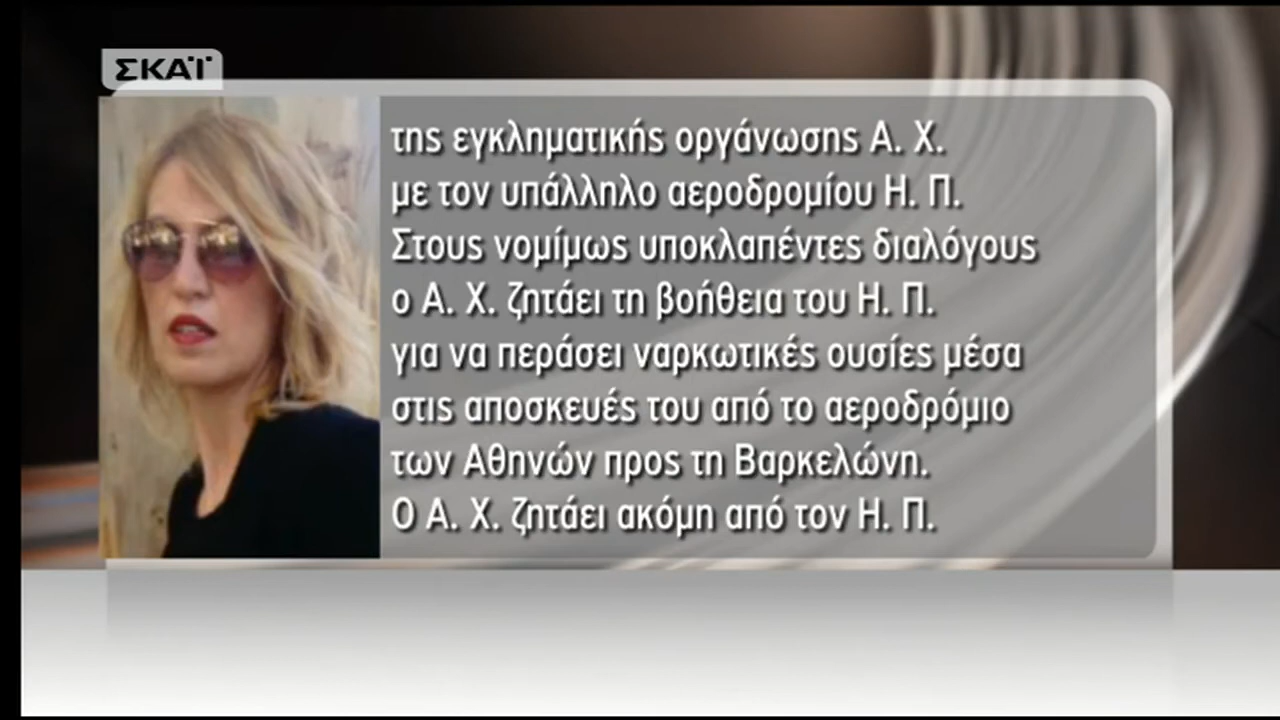 ΣΚΑΪ
της εγκληματικής οργάνωσης Α. Χ.
με τον υπάλληλο αεροδρομίου Η. Π.
Στους νομίμως υποκλαπέντες διαλόγους
ο Α. Χ. ζητάει τη βοήθεια του Η. Π.
για να περάσει ναρκωτικές ουσίες μέσα
στις αποσκευές του από το αεροδρόμιο
των Αθηνών προς τη Βαρκελώνη.
Ο Α. Χ. ζητάει ακόμη από τον Η. Π.